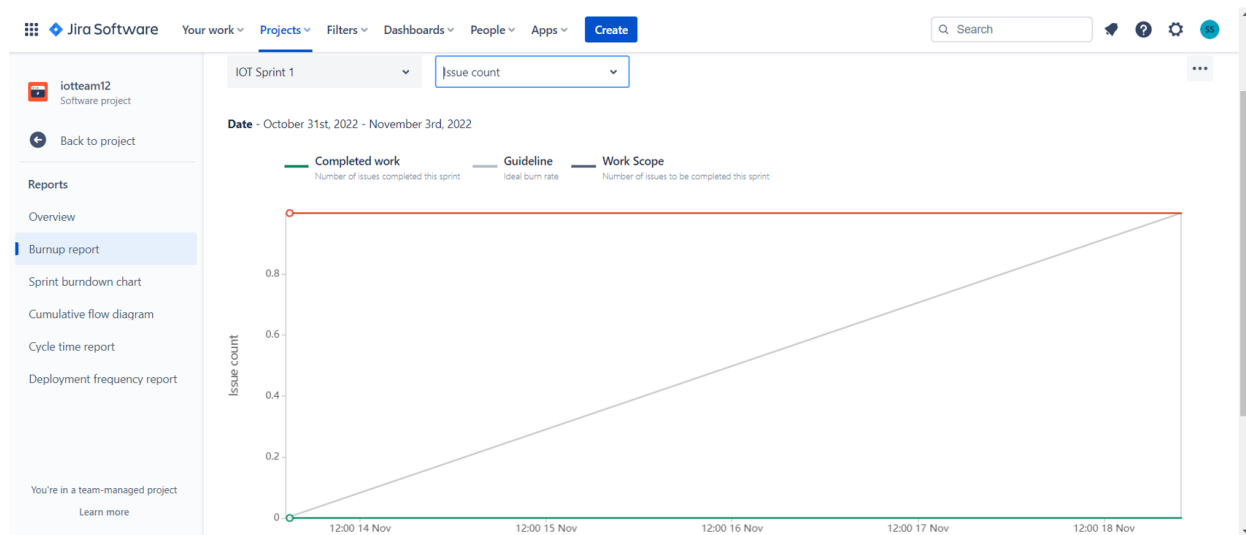 Jira Software Your work Projects Filters Dashboards People Apps Create Search SS
iotteam12
Software project
Back to project
Reports
Overview
Burnup report
Sprint burndown chart
Cumulative flow diagram
Cycle time report
Deployment frequency report
You're in a team-managed project
Learn more
IOT Sprint 1 Issue count
Date - October 31st, 2022 - November 3rd, 2022
Completed work Guideline Work Scope
Number of issues completed this sprint Ideal burn rate Number of issues to be completed this sprint
0.8
0.6
0.4
0.2
0
Issue count
12:00 14 Nov 12:00 15 Nov 12:00 16 Nov 12:00 17 Nov 12:00 18 Nov